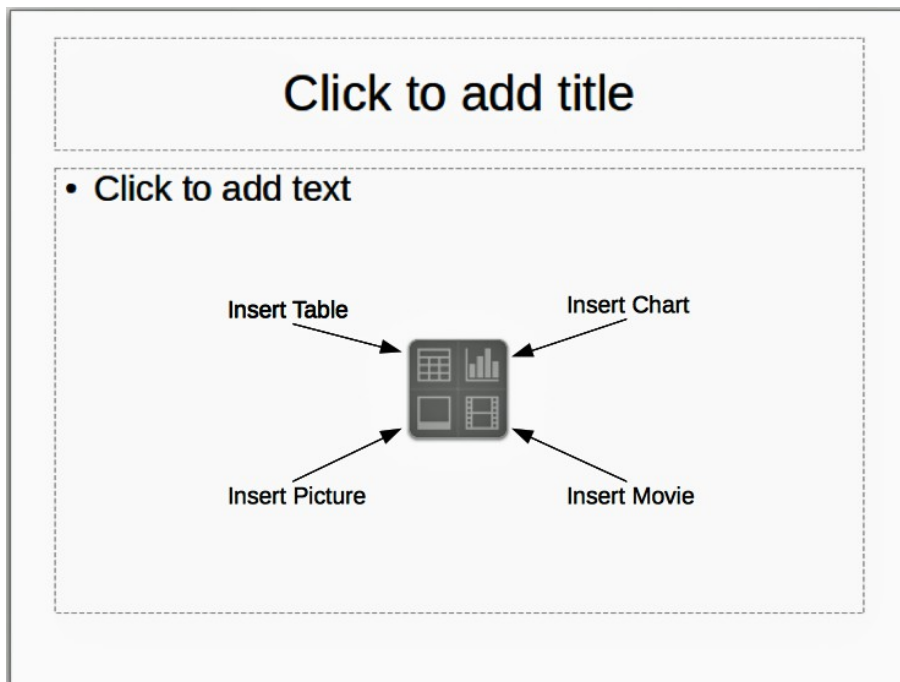 Click to add title
• Click to add text
Insert Table
Insert Chart
Insert Picture
Insert Movie